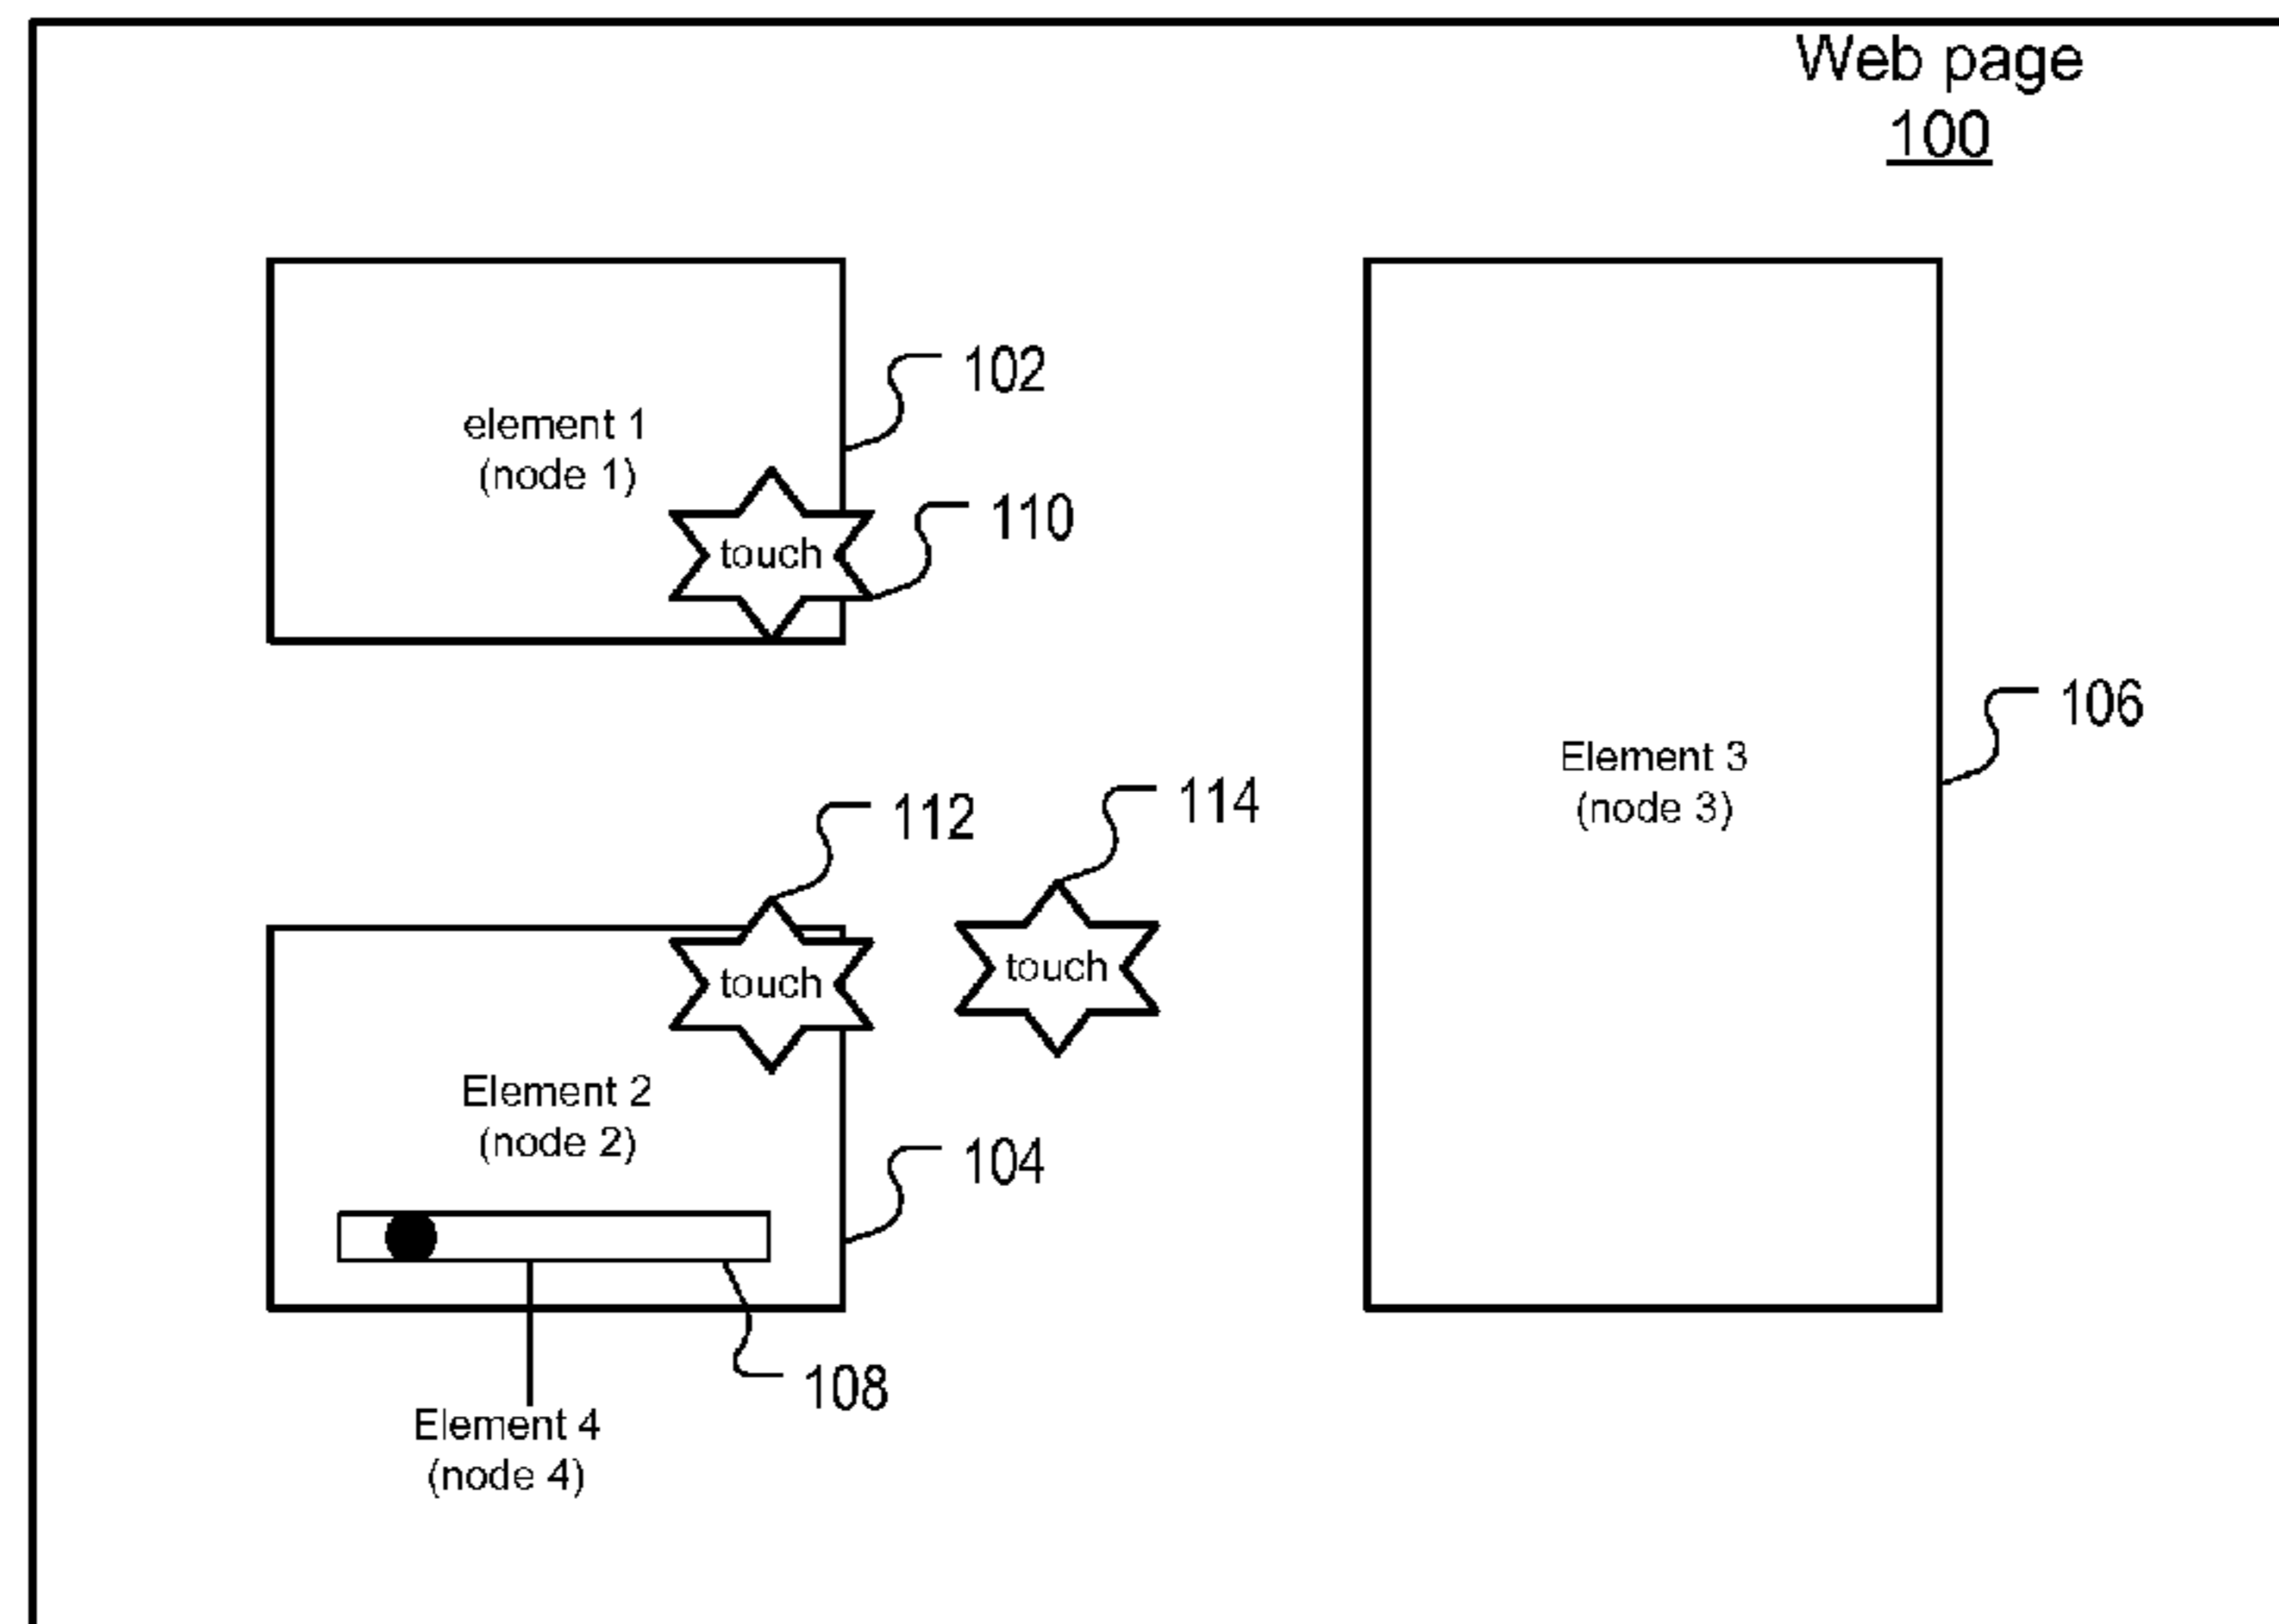 Web page
100
element 1
(node 1)
102
touch
110
Element 3
(node 3)
106
112
114
touch
touch
Element 2
(node 2)
104
108
Element 4
(node 4)